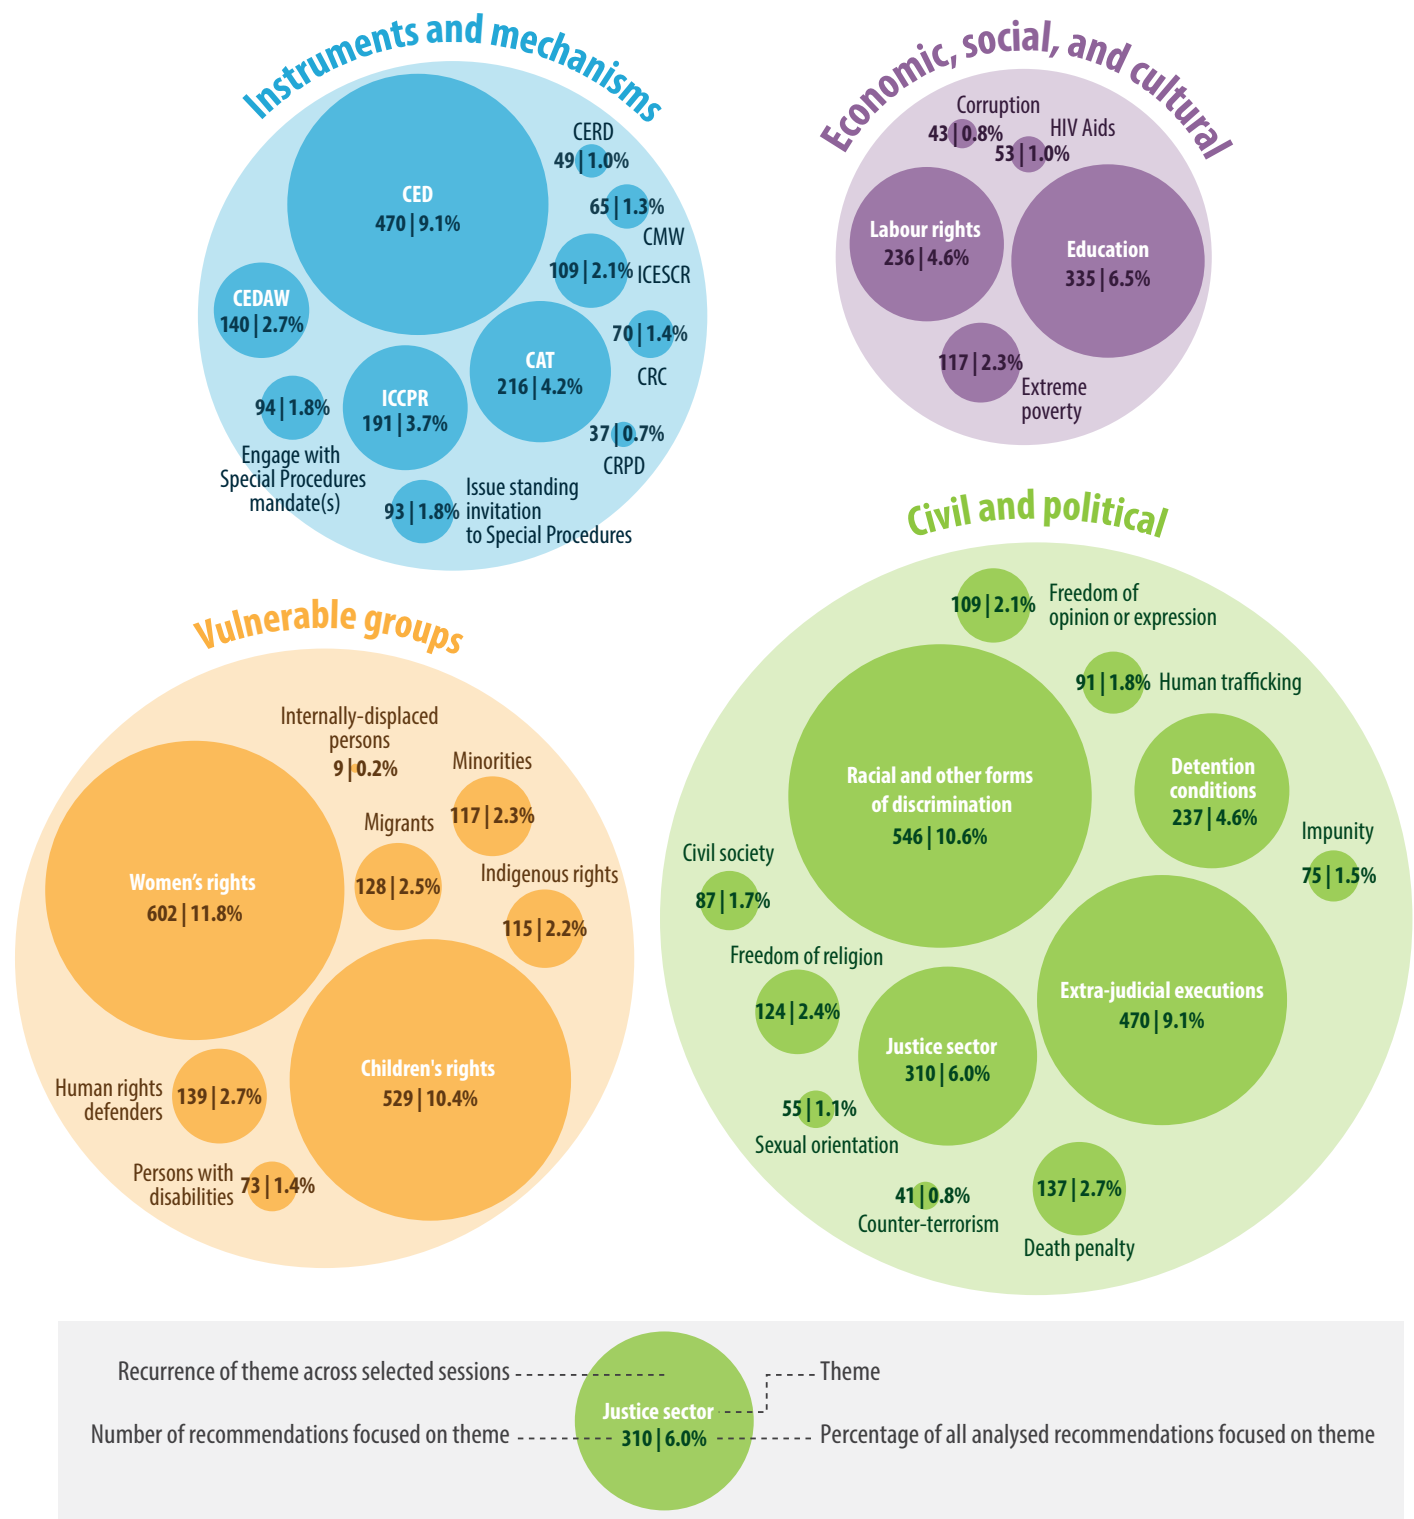 Instruments and mechanisms
CED
470 | 9.1%
CERD
49 | 1.0%
65 | 1.3%
CMW
109 | 2.1% ICESCR
CEDAW
140 | 2.7%
70 | 1.4%
CRC
CAT
216 | 4.2%
ICCPR
191 | 3.7%
94 | 1.8%
Engage with
Special Procedures
mandate(s)
37 | 0.7%
CRPD
93 | 1.8%
Issue standing
invitation
to Special Procedures
Economic, social, and cultural
Corruption
43 | 0.8%
HIV Aids
53 | 1.0%
Labour rights
236 | 4.6%
Education
335 | 6.5%
117 | 2.3%
Extreme
poverty
Vulnerable groups
Internally-displaced
persons
9 | 0.2%
Minorities
117 | 2.3%
Migrants
128 | 2.5%
Indigenous rights
115 | 2.2%
Women’s rights
602 | 11.8%
Children's rights
529 | 10.4%
Human rights
defenders
139 | 2.7%
Persons with
disabilities
73 | 1.4%
Civil and political
109 | 2.1%
Freedom of
opinion or expression
91 | 1.8% Human trafficking
Racial and other forms
of discrimination
546 | 10.6%
Detention
conditions
237 | 4.6%
Impunity
75 | 1.5%
Civil society
87 | 1.7%
Freedom of religion
124 | 2.4%
Extra-judicial executions
470 | 9.1%
Justice sector
310 | 6.0%
55 | 1.1%
Sexual orientation
41 | 0.8%
Counter-terrorism
137 | 2.7%
Death penalty
Recurrence of theme across selected sessions
Theme
Justice sector
310 | 6.0%
Number of recommendations focused on theme
Percentage of all analysed recommendations focused on theme